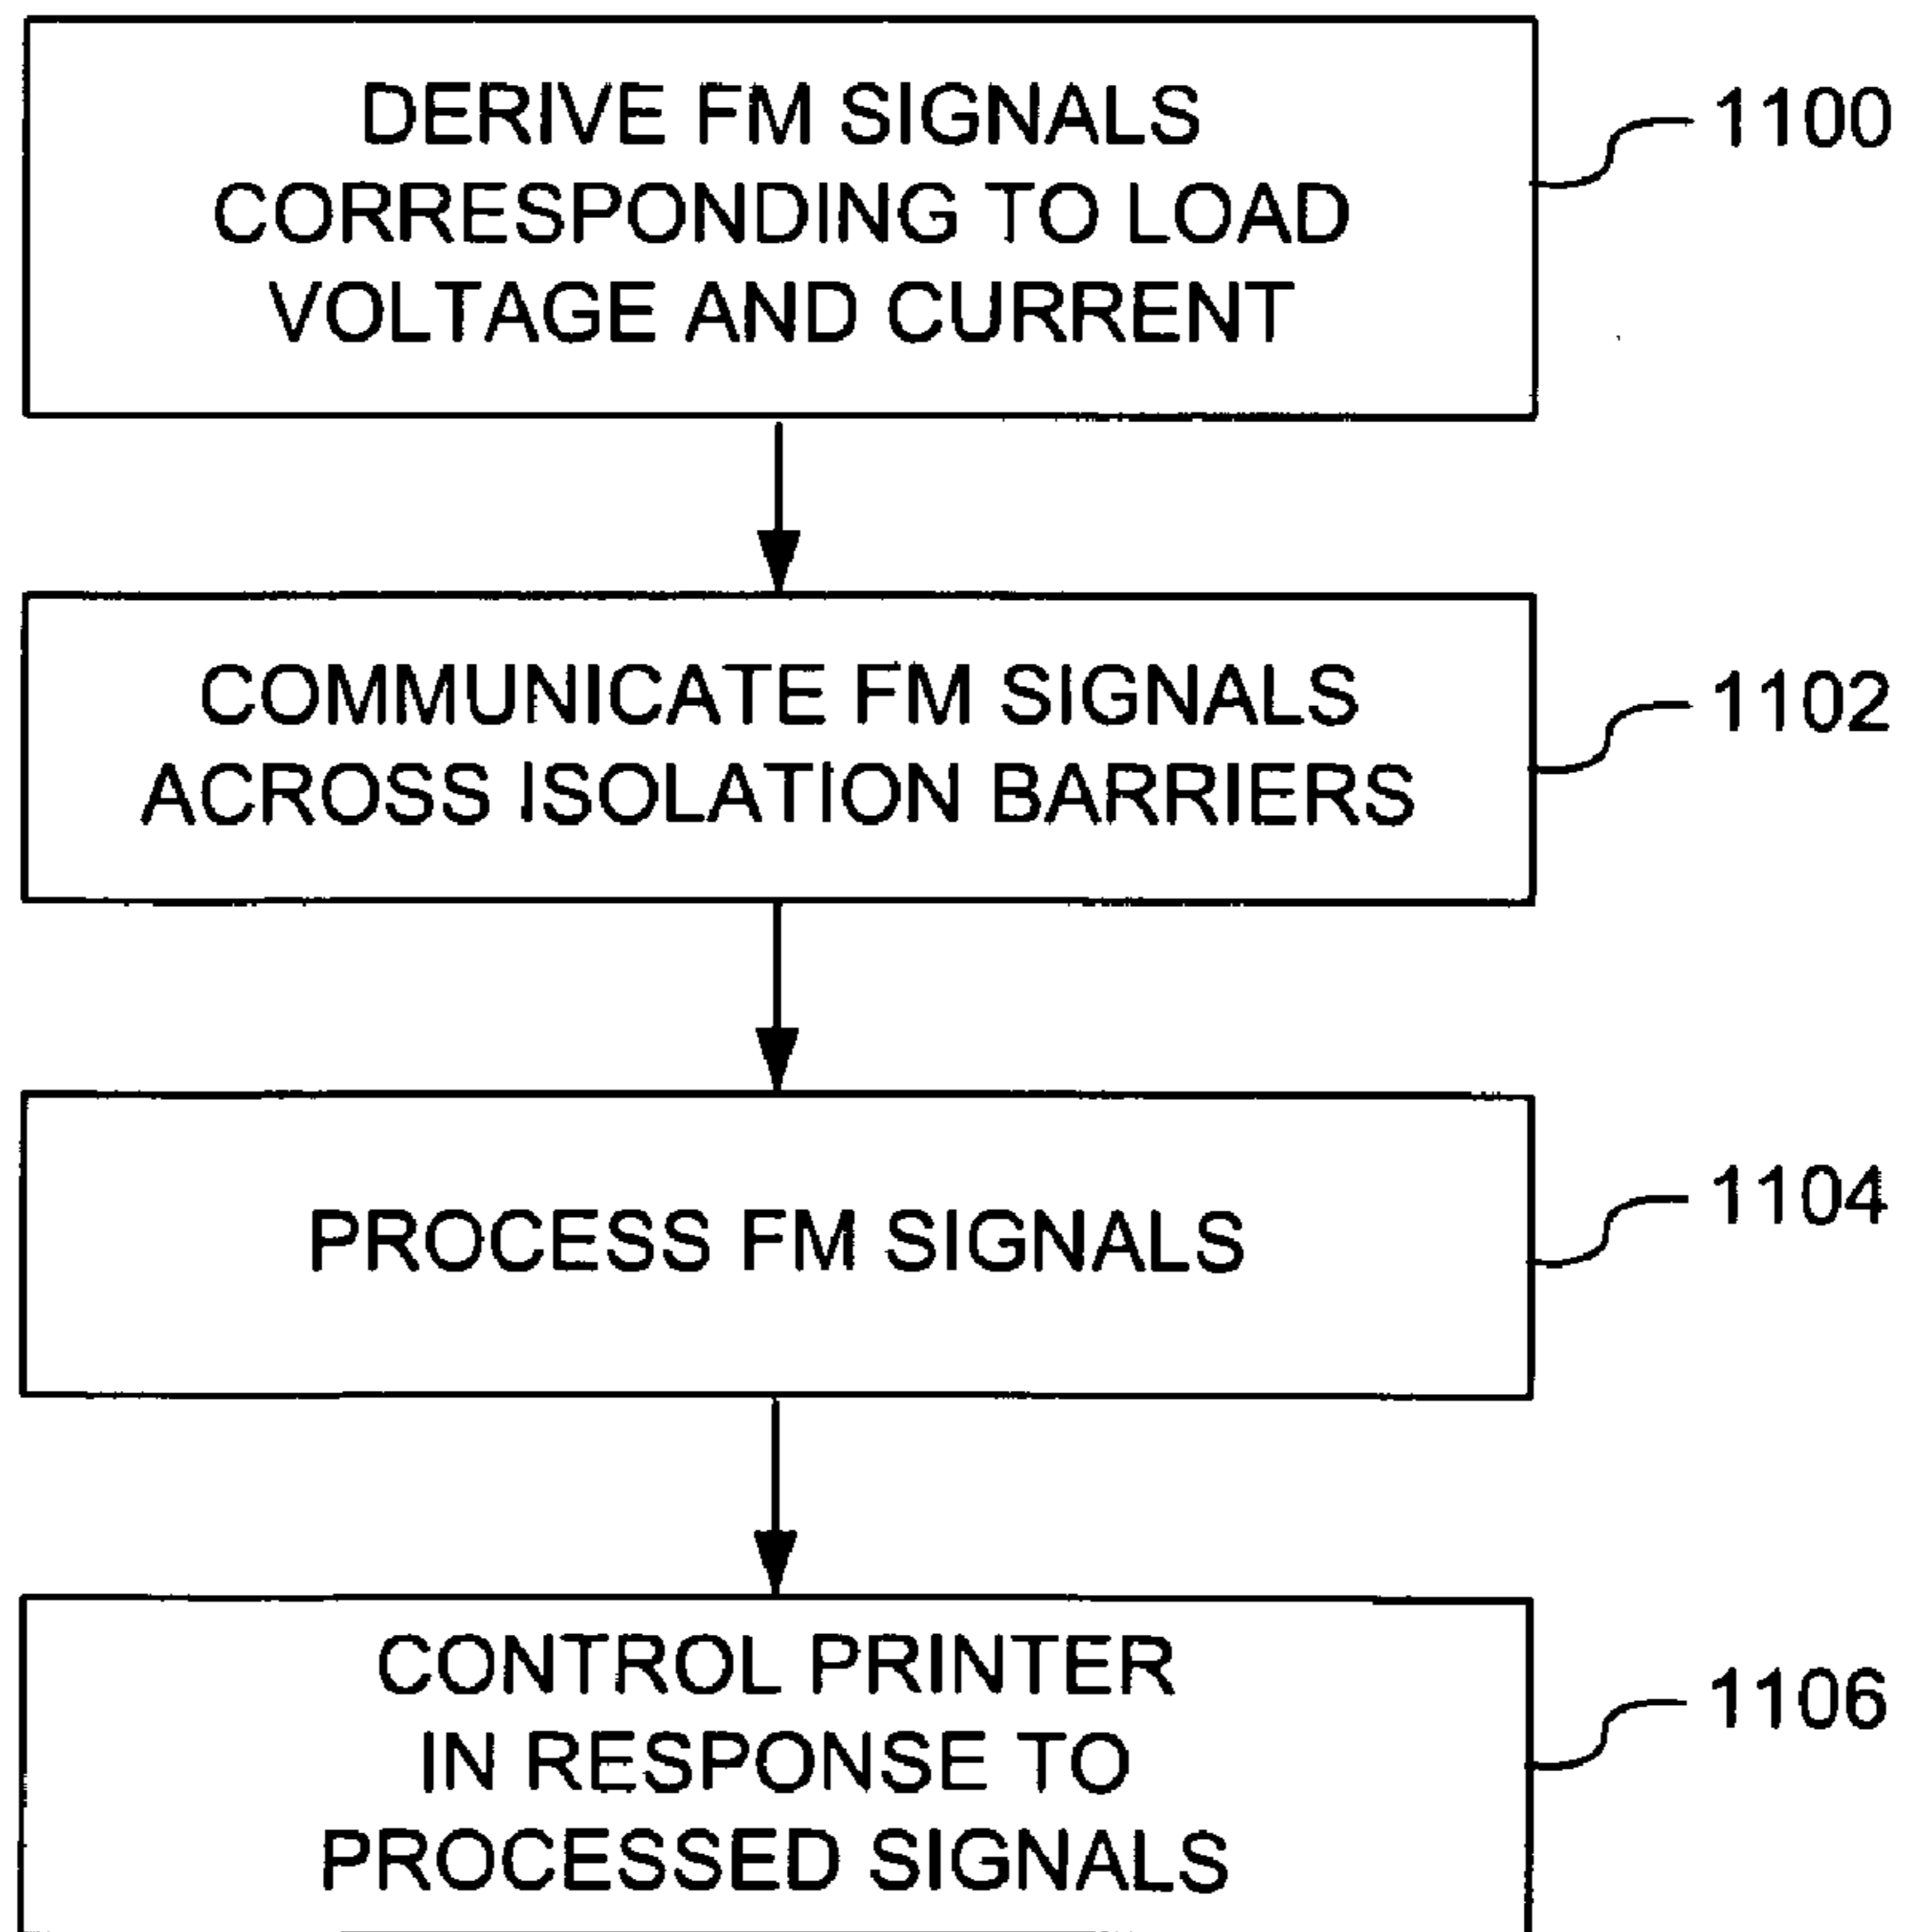 DERIVE FM SIGNALS
CORRESPONDING TO LOAD
VOLTAGE AND CURRENT
1100
COMMUNICATE FM SIGNALS
ACROSS ISOLATION BARRIERS
1102
PROCESS FM SIGNALS
1104
CONTROL PRINTER
IN RESPONSE TO
PROCESSED SIGNALS
1106